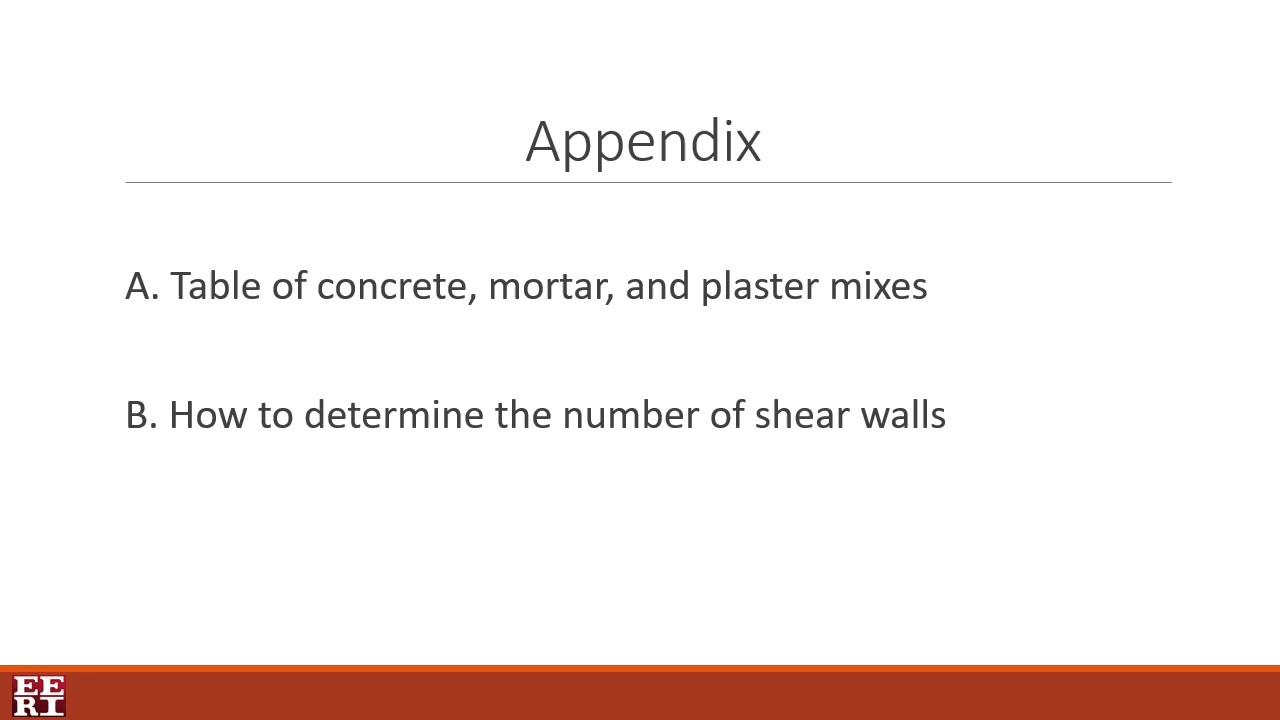 Appendix
A. Table of concrete, mortar, and plaster mixes
B. How to determine the number of shear walls
EE
RI